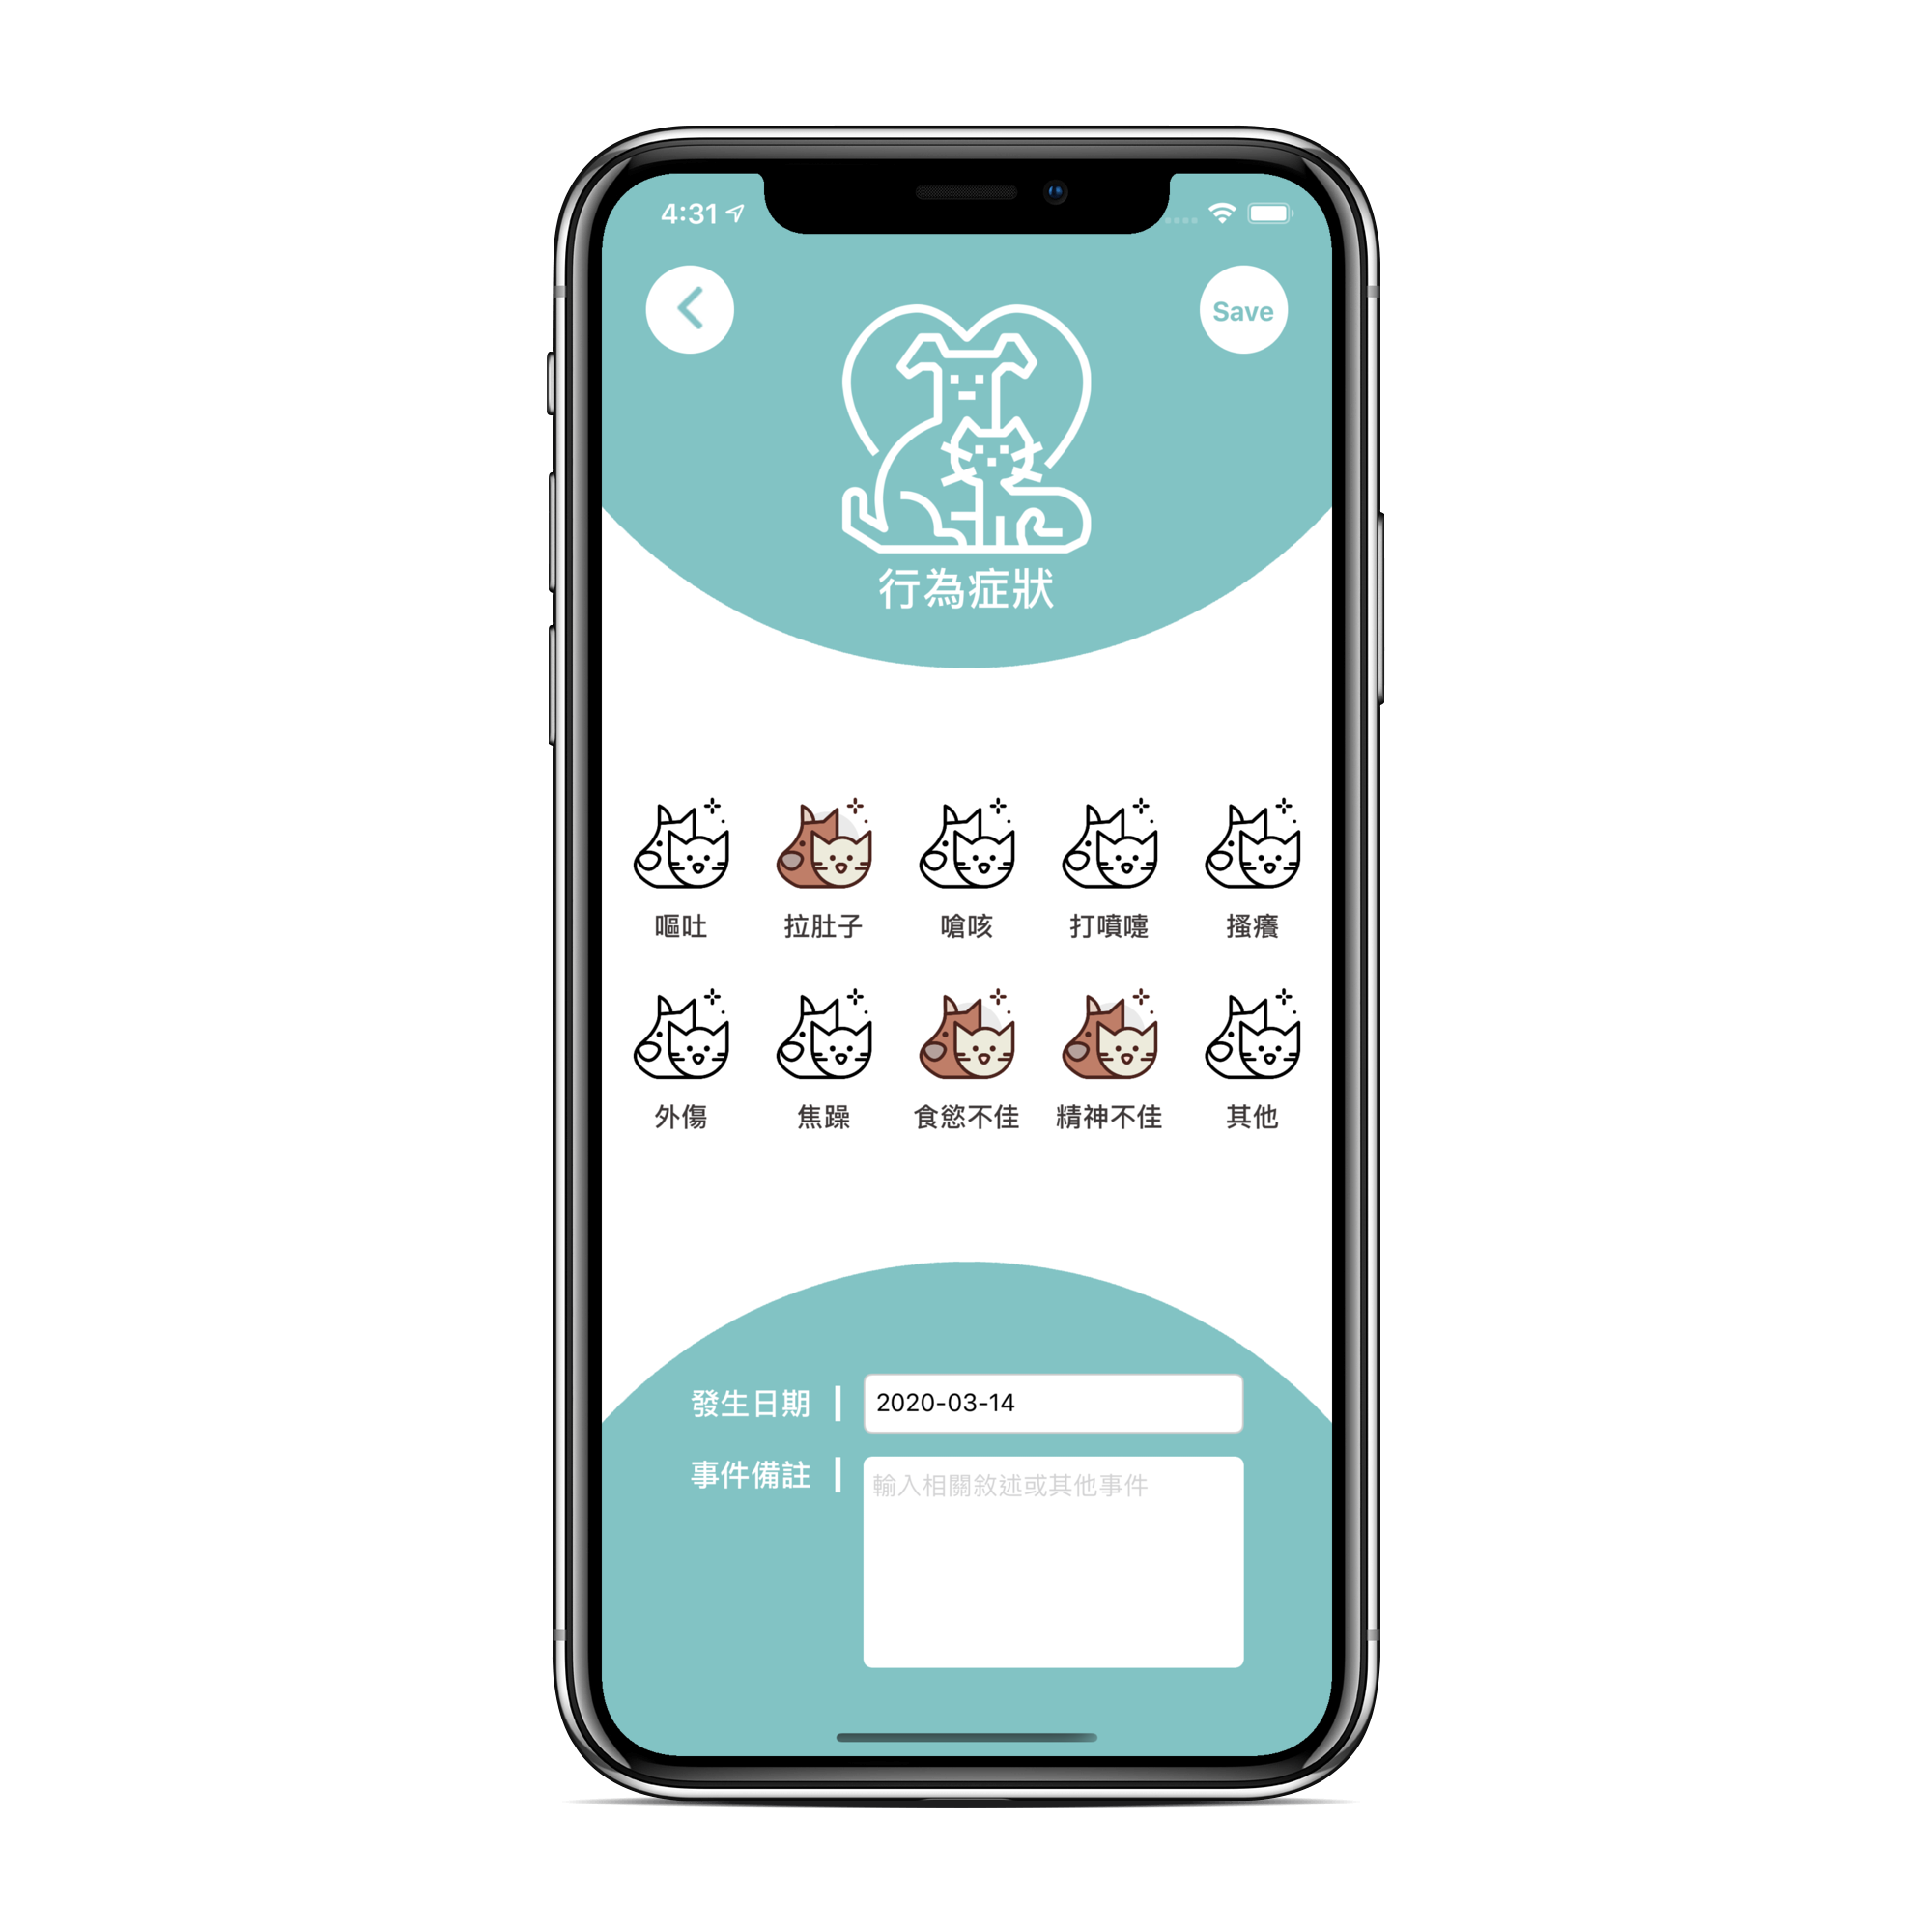 4:31
Save
行為症狀
嘔吐 拉肚子 嗆咳 打噴嚏 搔癢
外傷 焦躁 食慾不佳 精神不佳 其他
發生日期 2020-03-14
事件備註 輸入相關敘述或其他事件